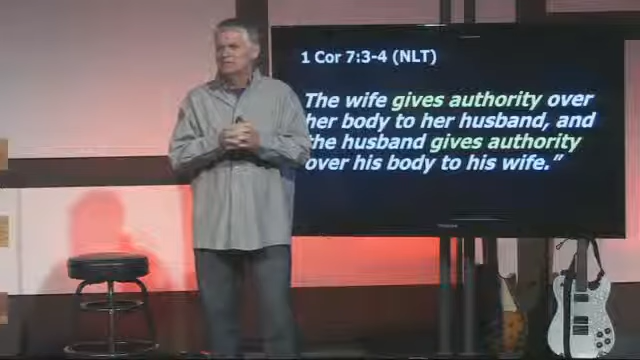 1 Cor 7:3-4 (NLT)
The wife gives authority over
her body to her husband, and
the husband gives authority
over his body to his wife.”